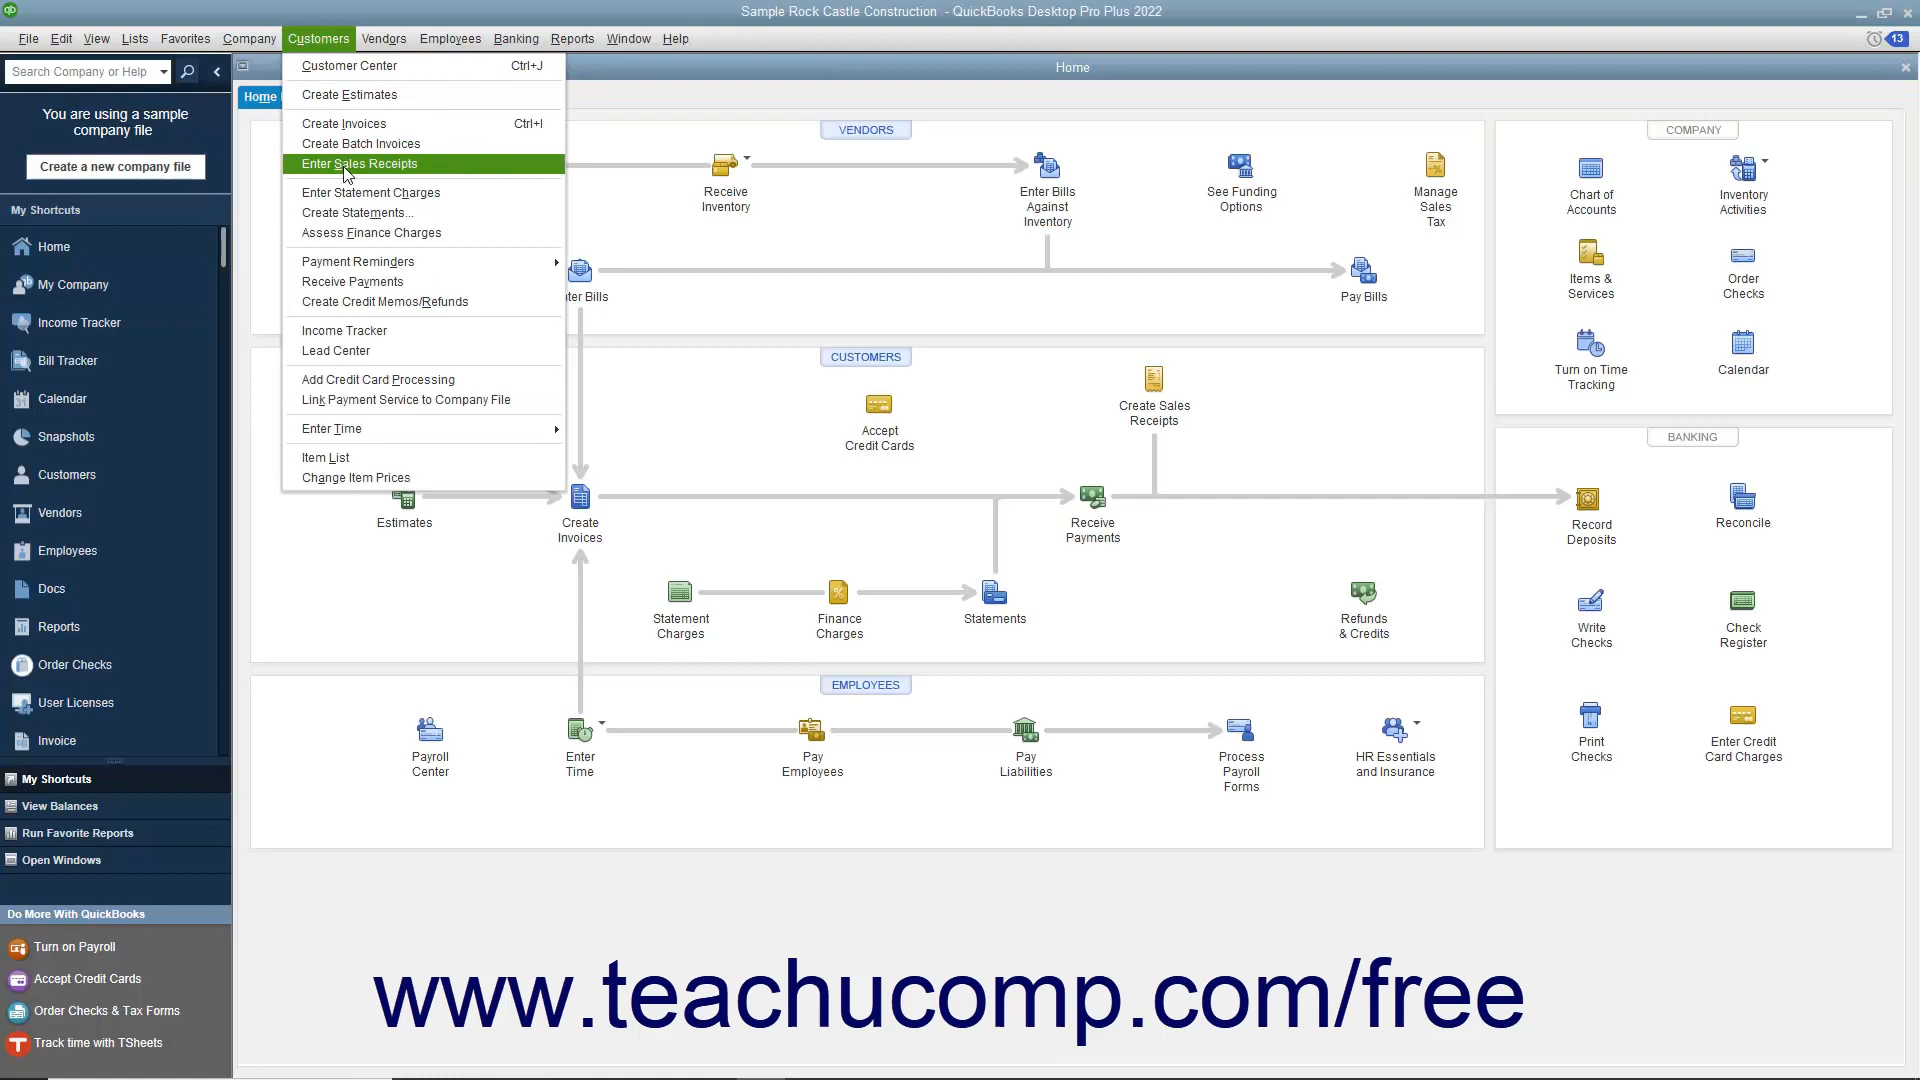 Sample Rock Castle Construction - QuickBooks Desktop Pro Plus 2022
File Edit View Lists Favorites Company Customers Vendors Employees Banking Reports Window Help
13
Search Company or Help
Home
You are using a sample
company file
Create a new company file
My Shortcuts
Home
My Company
Income Tracker
Bill Tracker
Calendar
Snapshots
Customers
Vendors
Employees
Docs
Reports
Order Checks
User Licenses
Invoice
My Shortcuts
View Balances
Run Favorite Reports
Open Windows
Do More With QuickBooks
Turn on Payroll
Accept Credit Cards
Order Checks & Tax Forms
Track time with TSheets
Home
Customer Center Ctrl+J
Create Estimates
Create Invoices Ctrl+I
Create Batch Invoices
Enter Sales Receipts
Enter Statement Charges
Create Statements...
Assess Finance Charges
Payment Reminders
Receive Payments
Create Credit Memos/Refunds
Income Tracker
Lead Center
Add Credit Card Processing
Link Payment Service to Company File
Enter Time
Item List
Change Item Prices
VENDORS
Receive
Inventory
Enter Bills
Against
Inventory
See Funding
Options
Manage
Sales
Tax
ter Bills
Pay Bills
CUSTOMERS
Accept
Credit Cards
Create Sales
Receipts
Estimates
Create
Invoices
Receive
Payments
Statement
Charges
Finance
Charges
Statements
Refunds
& Credits
EMPLOYEES
Payroll
Center
Enter
Time
Pay
Employees
Pay
Liabilities
Process
Payroll
Forms
HR Essentials
and Insurance
COMPANY
Chart of
Accounts
Inventory
Activities
Items &
Services
Order
Checks
Turn on Time
Tracking
Calendar
BANKING
Record
Deposits
Reconcile
Write
Checks
Check
Register
Print
Checks
Enter Credit
Card Charges
www.teachucomp.com/free